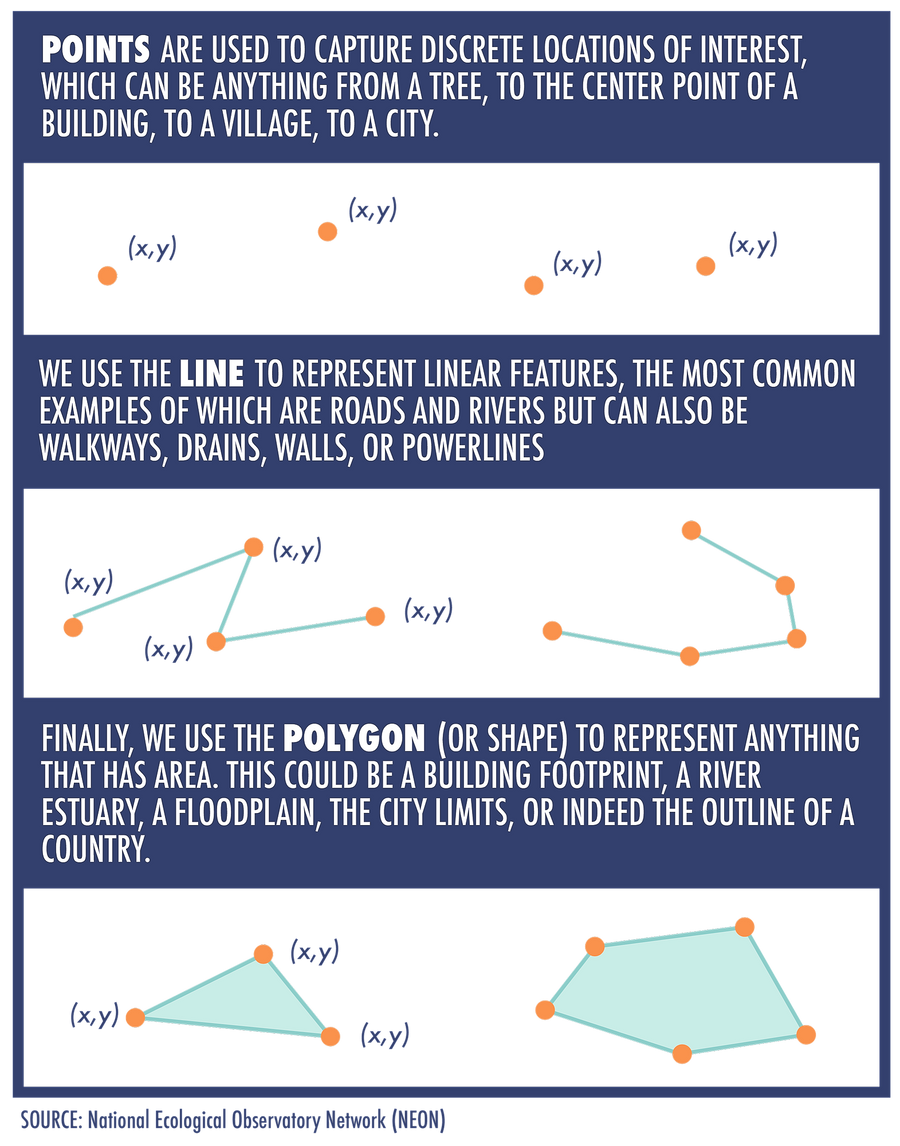 POINTS ARE USED TO CAPTURE DISCRETE LOCATIONS OF INTEREST,
WHICH CAN BE ANYTHING FROM A TREE, TO THE CENTER POINT OF A
BUILDING, TO A VILLAGE, TO A CITY.
(x,y)
(x,y)
(x,y)
(x,y)
WE USE THE LINE TO REPRESENT LINEAR FEATURES, THE MOST COMMON
EXAMPLES OF WHICH ARE ROADS AND RIVERS BUT CAN ALSO BE
WALKWAYS, DRAINS, WALLS, OR POWERLINES
(x,y)
(x,y)
(x,y)
(x,y)
FINALLY, WE USE THE POLYGON (OR SHAPE) TO REPRESENT ANYTHING
THAT HAS AREA. THIS COULD BE A BUILDING FOOTPRINT, A RIVER
ESTUARY, A FLOODPLAIN, THE CITY LIMITS, OR INDEED THE OUTLINE OF A
COUNTRY.
(x,y)
(x,y)
(x,y)
SOURCE: National Ecological Observatory Network (NEON)